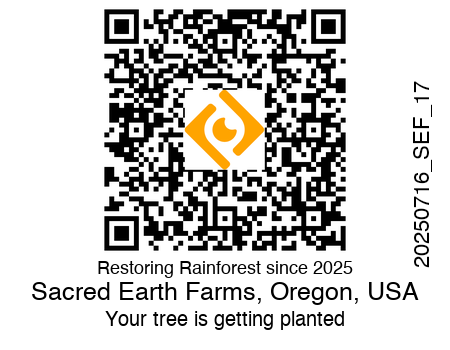 Restoring Rainforest since 2025
Sacred Earth Farms, Oregon, USA
Your tree is getting planted
20250716_SEF_17